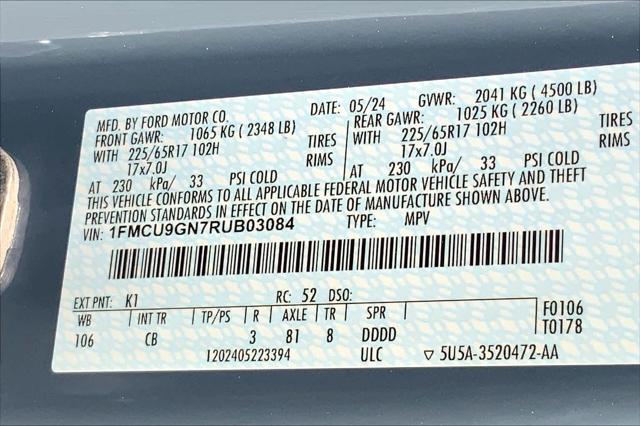 MFD. BY FORD MOTOR CO. DATE: 05/24 GVWR: 2041 KG ( 4500 LB)
FRONT GAWR: 1065 KG ( 2348 LB) REAR GAWR: 1025 KG ( 2260 LB)
WITH 225/65R17 102H TIRES WITH 225/65R17 102H TIRES
17x7.0J RIMS 17x7.0J RIMS
AT 230 kPa/ 33 PSI COLD AT 230 kPa/ 33 PSI COLD
THIS VEHICLE CONFORMS TO ALL APPLICABLE FEDERAL MOTOR VEHICLE SAFETY AND THEFT
PREVENTION STANDARDS IN EFFECT ON THE DATE OF MANUFACTURE SHOWN ABOVE.
VIN: 1FMCU9GN7RUB03084 TYPE: MPV
EXT PNT: K1 RC: 52 DSO:
WB INT TR TP/PS R AXLE TR SPR F0106
106 CB 3 81 8 DDDD T0178
1202405223394 ULC ▽ 5U5A-3520472-AA